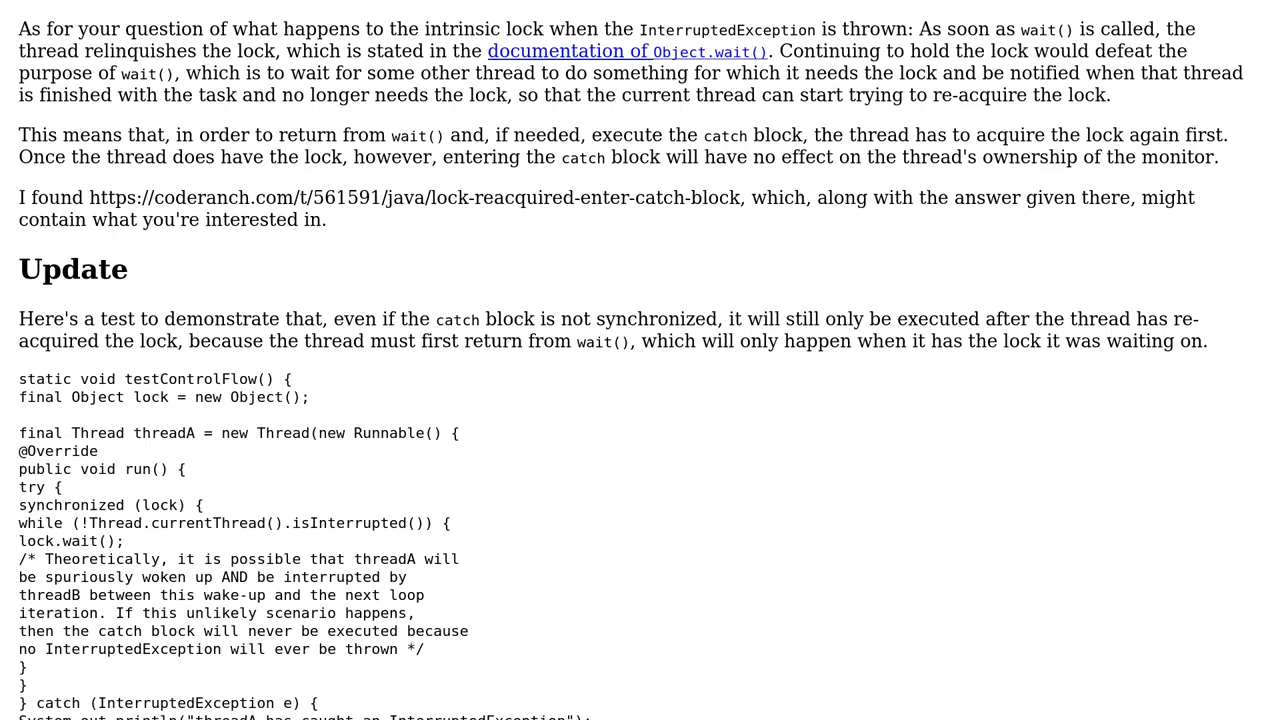 As for your question of what happens to the intrinsic lock when the InterruptedException is thrown: As soon as wait() is called, the
thread relinquishes the lock, which is stated in the documentation of Object.wait(). Continuing to hold the lock would defeat the
purpose of wait(), which is to wait for some other thread to do something for which it needs the lock and be notified when that thread
is finished with the task and no longer needs the lock, so that the current thread can start trying to re-acquire the lock.
This means that, in order to return from wait() and, if needed, execute the catch block, the thread has to acquire the lock again first.
Once the thread does have the lock, however, entering the catch block will have no effect on the thread's ownership of the monitor.
I found https://coderanch.com/t/561591/java/lock-reacquired-enter-catch-block, which, along with the answer given there, might
contain what you're interested in.
Update
Here's a test to demonstrate that, even if the catch block is not synchronized, it will still only be executed after the thread has re-
acquired the lock, because the thread must first return from wait(), which will only happen when it has the lock it was waiting on.
static void testControlFlow() {
final Object lock = new Object();
final Thread threadA = new Thread(new Runnable() {
@Override
public void run() {
try {
synchronized (lock) {
while (!Thread.currentThread().isInterrupted()) {
lock.wait();
/* Theoretically, it is possible that threadA will
be spuriously woken up AND be interrupted by
threadB between this wake-up and the next loop
iteration. If this unlikely scenario happens,
then the catch block will never be executed because
no InterruptedException will ever be thrown */
}
}
} catch (InterruptedException e) {
System.out.println("threadA has caught an InterruptedException");